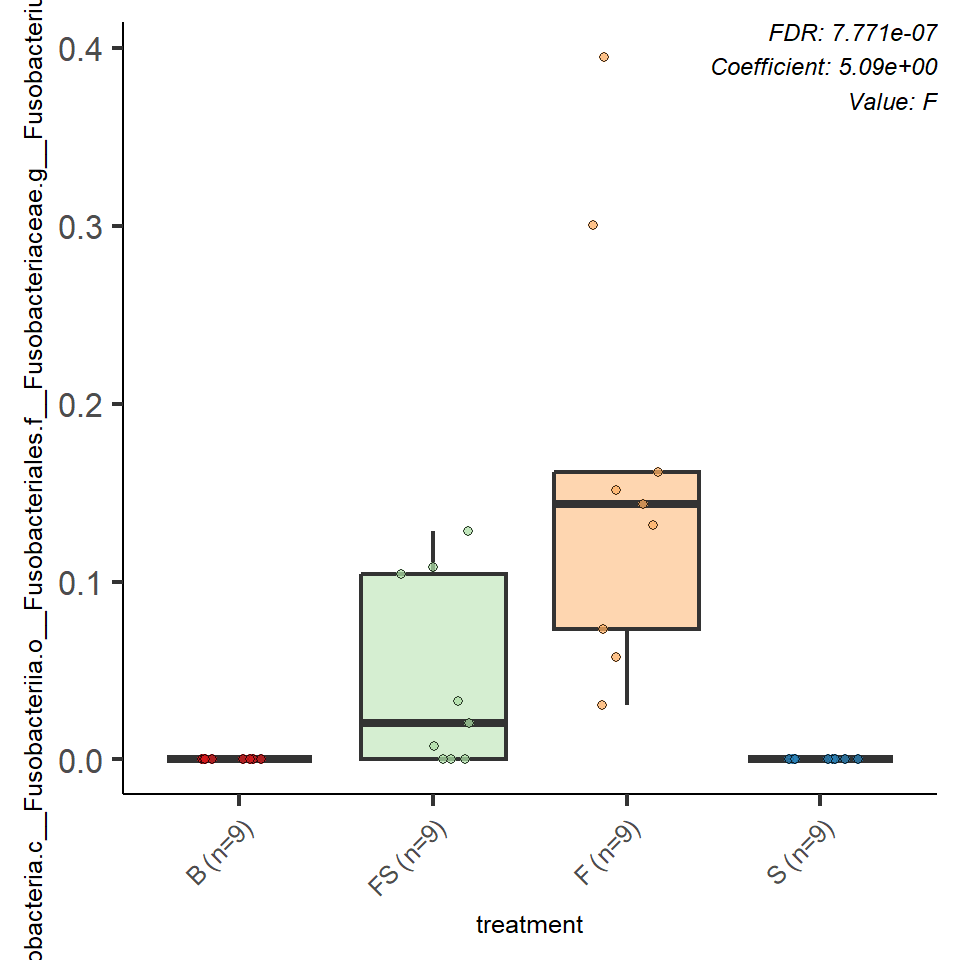 FDR: 7.771e-07
Coefficient: 5.09e+00
Value: F
obacteria.c__Fusobacteriia.o__Fusobacteriales.f__Fusobacteriaceae.g__Fusobacteriu
0.4
0.3
0.2
0.1
0.0
B (n=9)
FS (n=9)
F (n=9)
S (n=9)
treatment